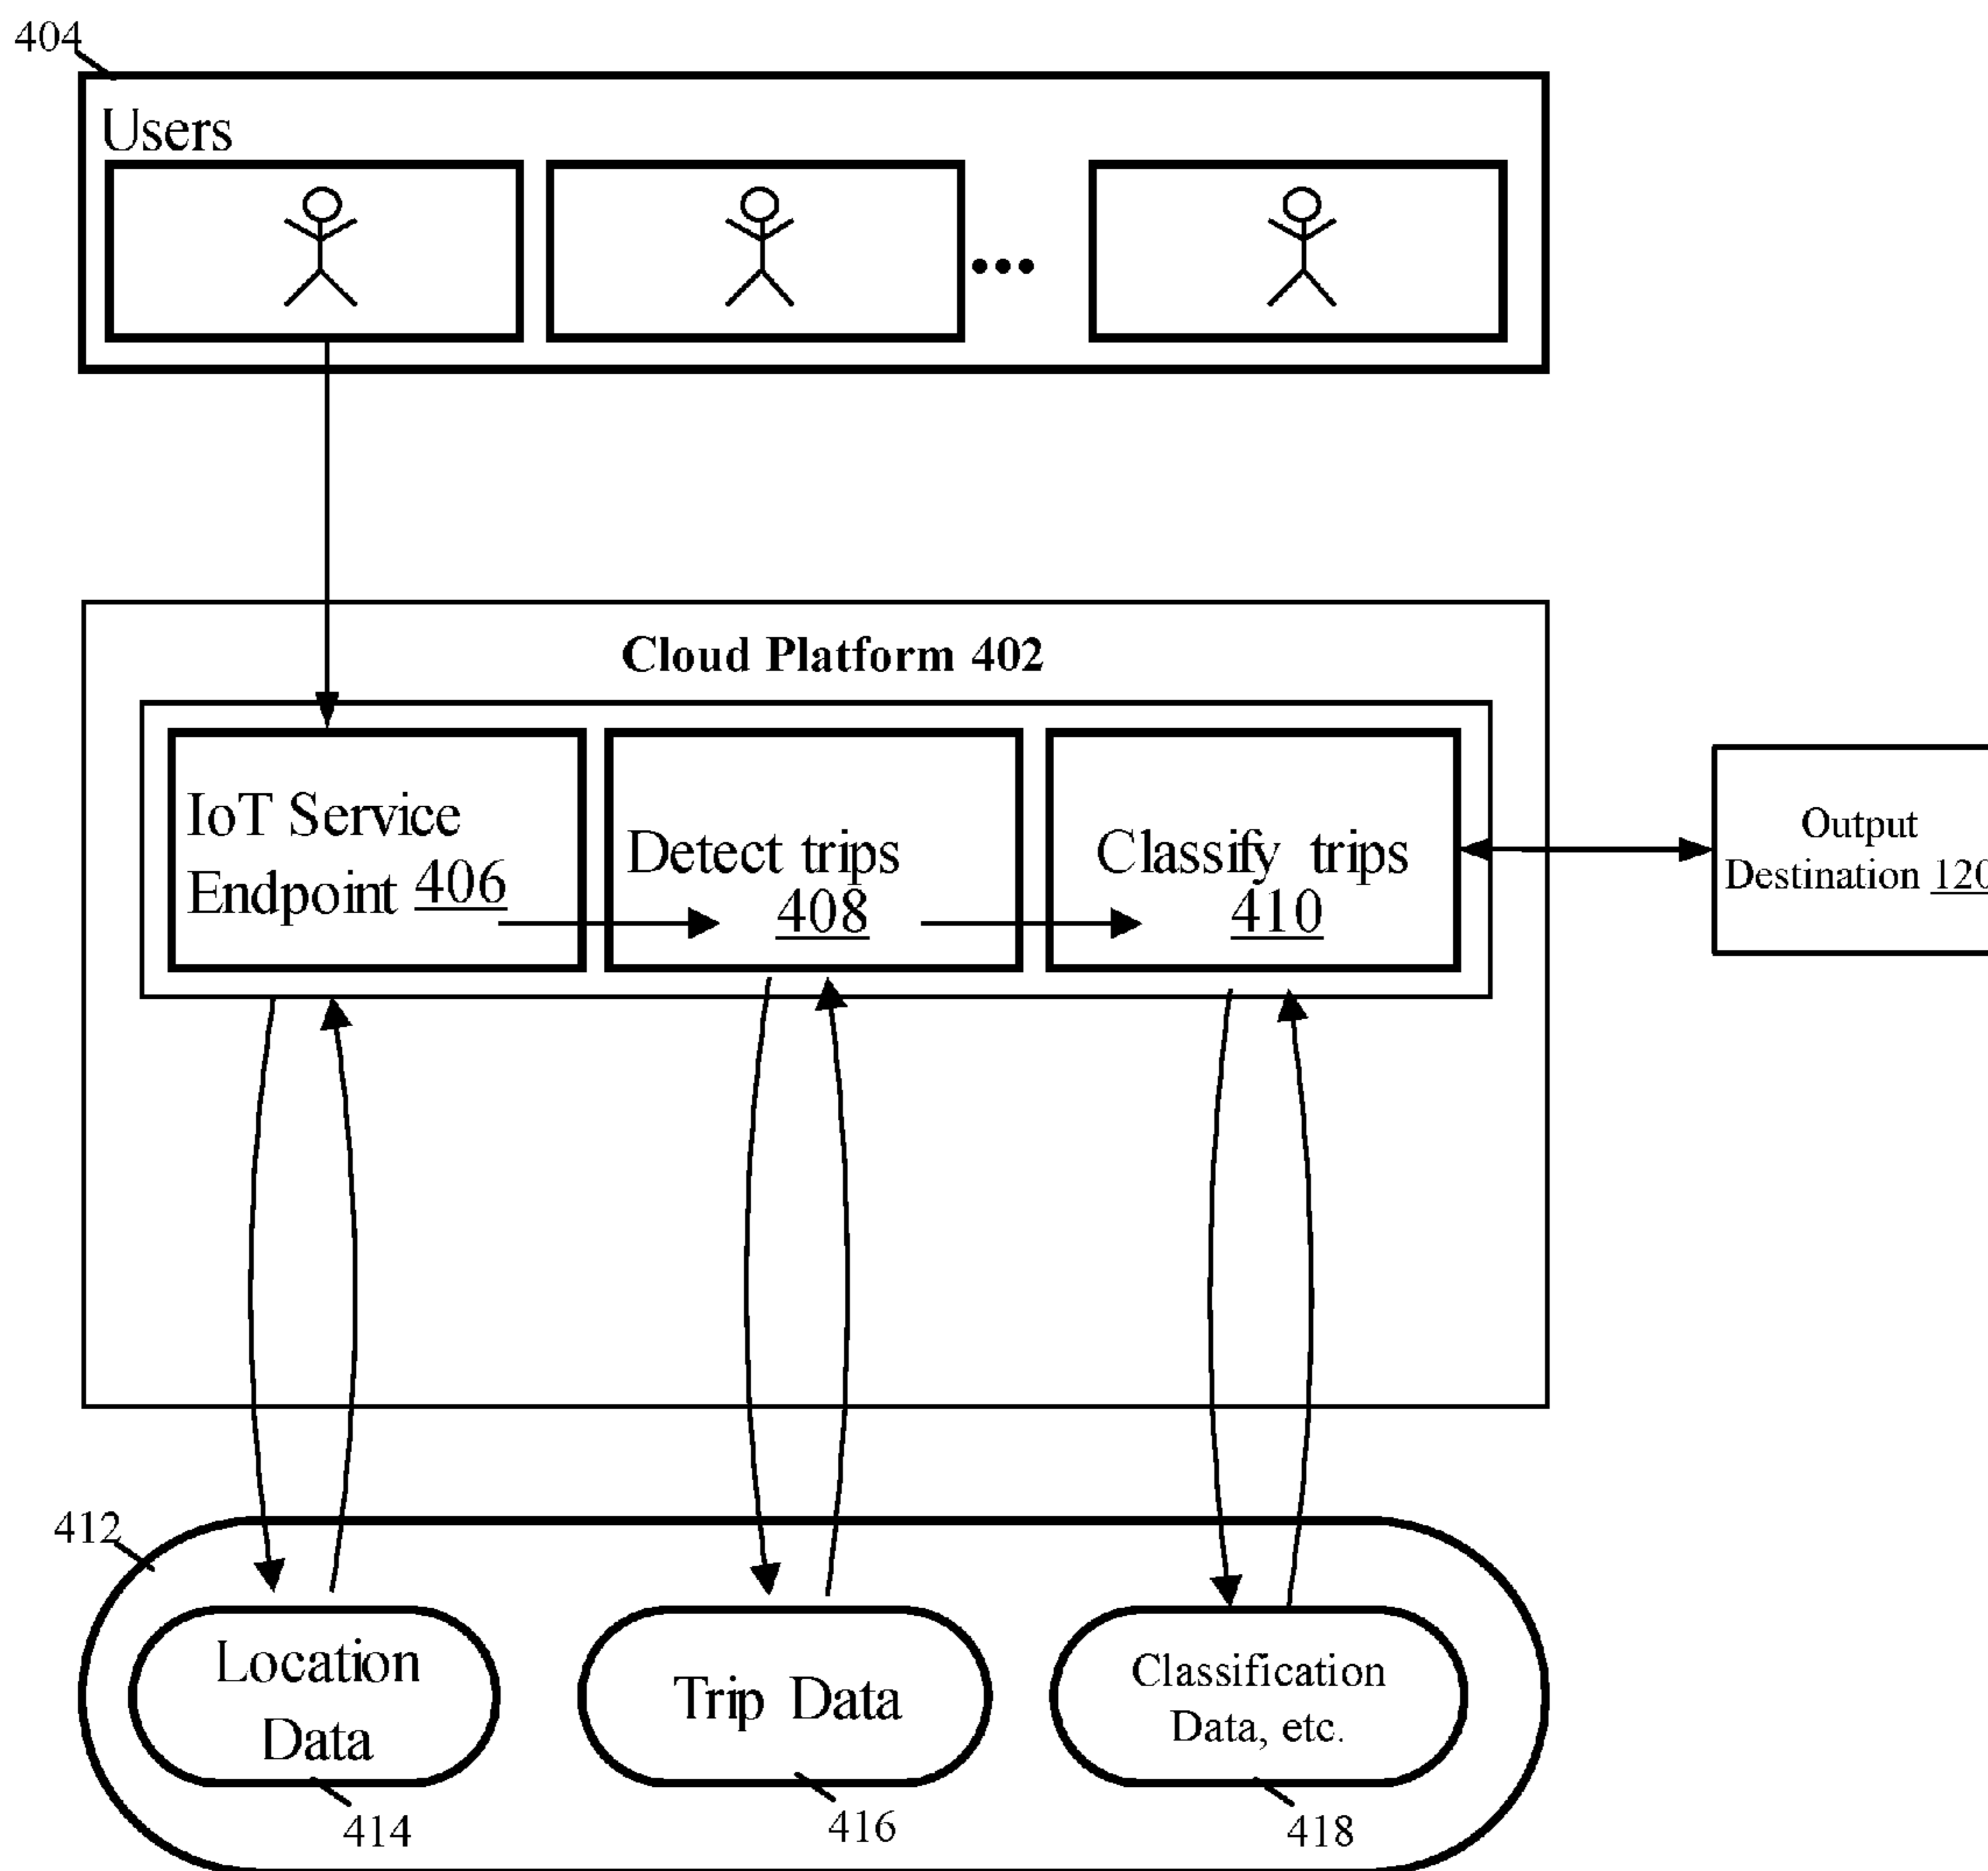 404
Users
Cloud Platform 402
IoT Service
Endpoint 406
Detect trips
408
Classify trips
410
Output
Destination 120
412
Location
Data
Trip Data
Classification
Data, etc.
414
416
418